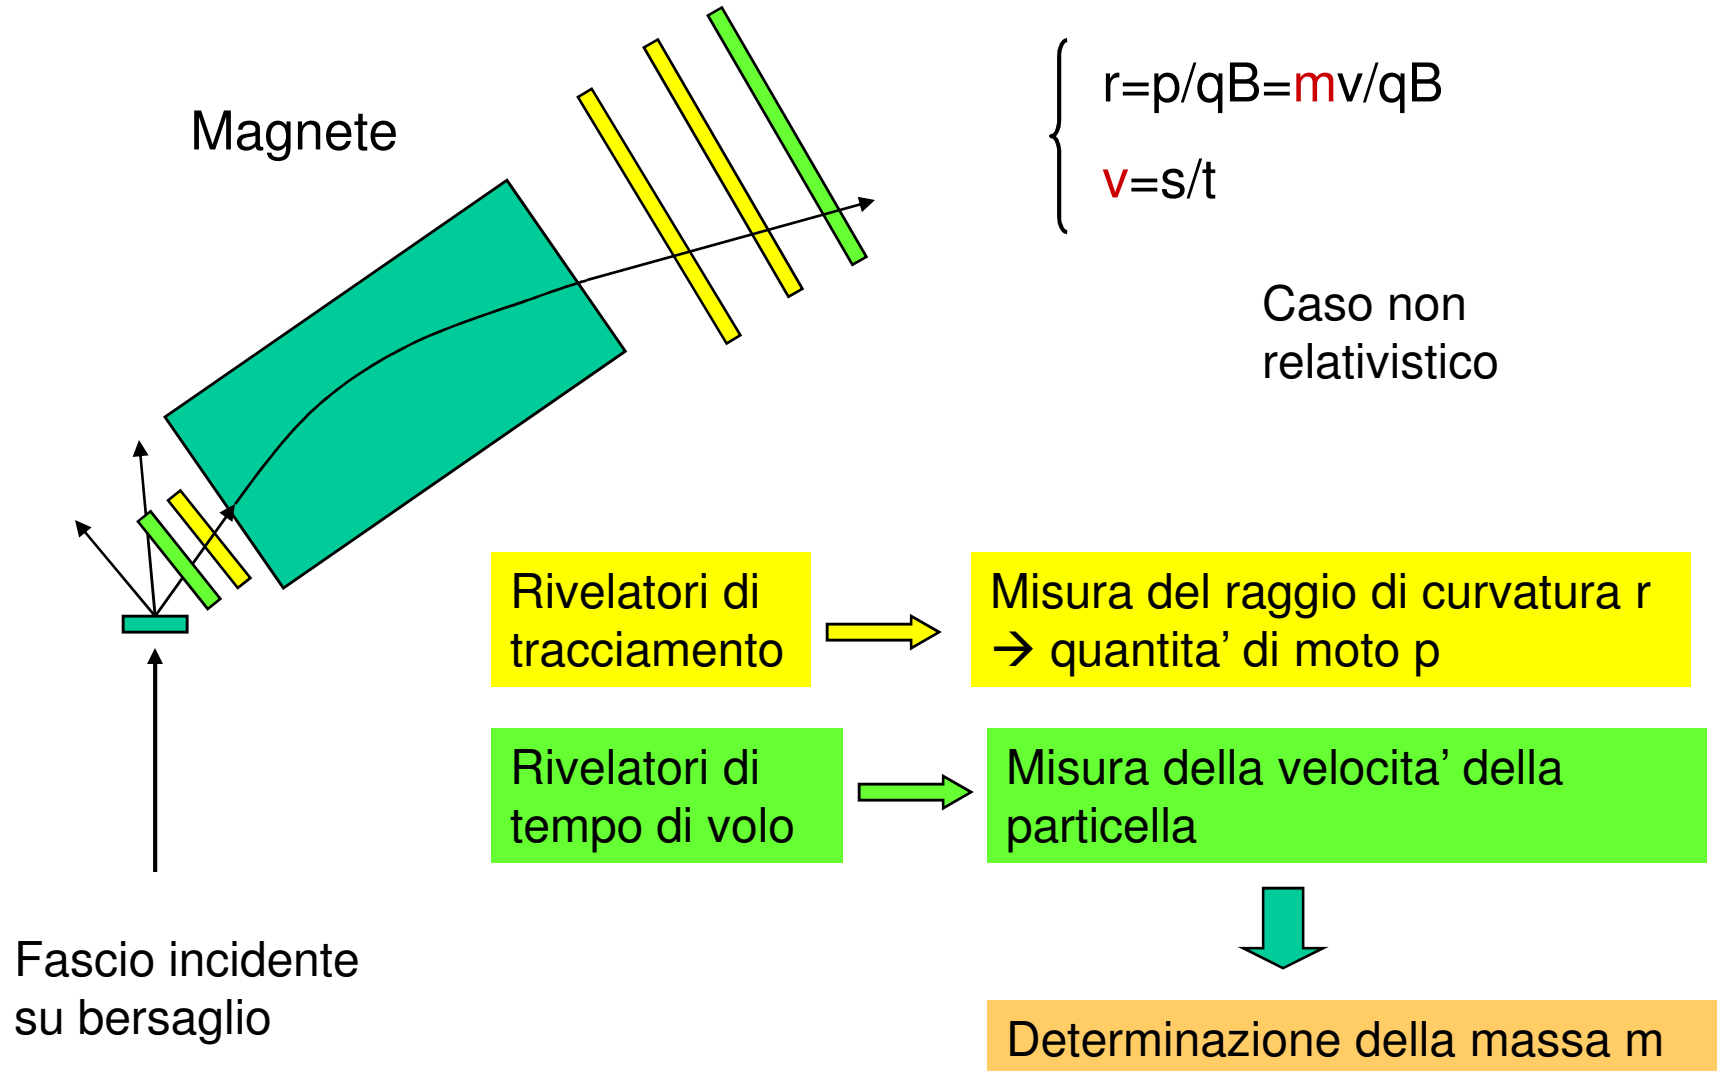 Magnete
r=p/qB=mv/qB
v=s/t
Caso non
relativistico
Rivelatori di
tracciamento
Misura del raggio di curvatura r
→ quantita’ di moto p
Rivelatori di
tempo di volo
Misura della velocita’ della
particella
Fascio incidente
su bersaglio
Determinazione della massa m